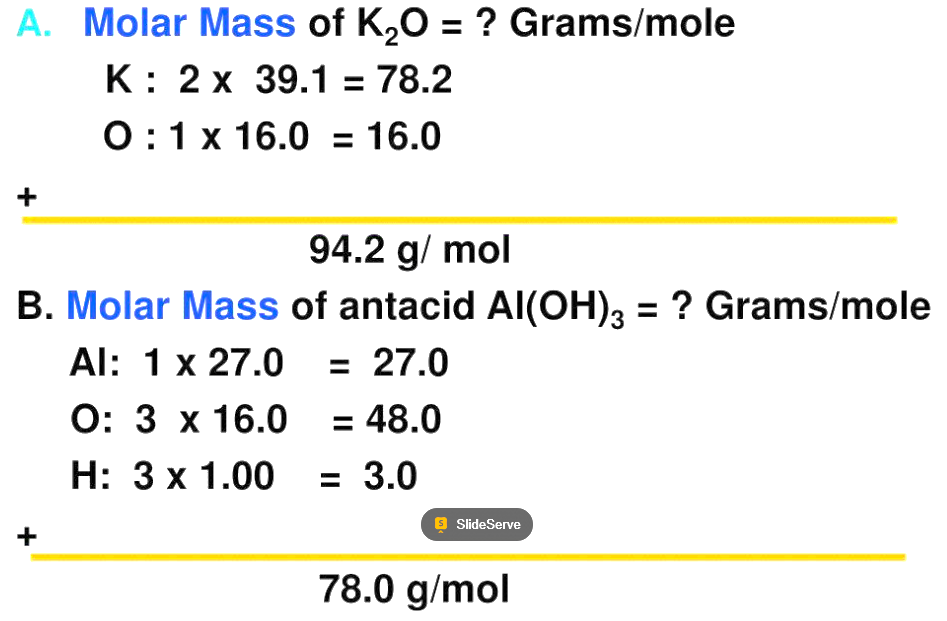 A. Molar Mass of K₂O = ? Grams/mole
K : 2 x 39.1 = 78.2
O : 1 x 16.0 = 16.0
+
94.2 g/ mol
B. Molar Mass of antacid Al(OH)₃ = ? Grams/mole
Al: 1 x 27.0 = 27.0
O: 3 x 16.0 = 48.0
H: 3 x 1.00 = 3.0
SlideServe
+
78.0 g/mol